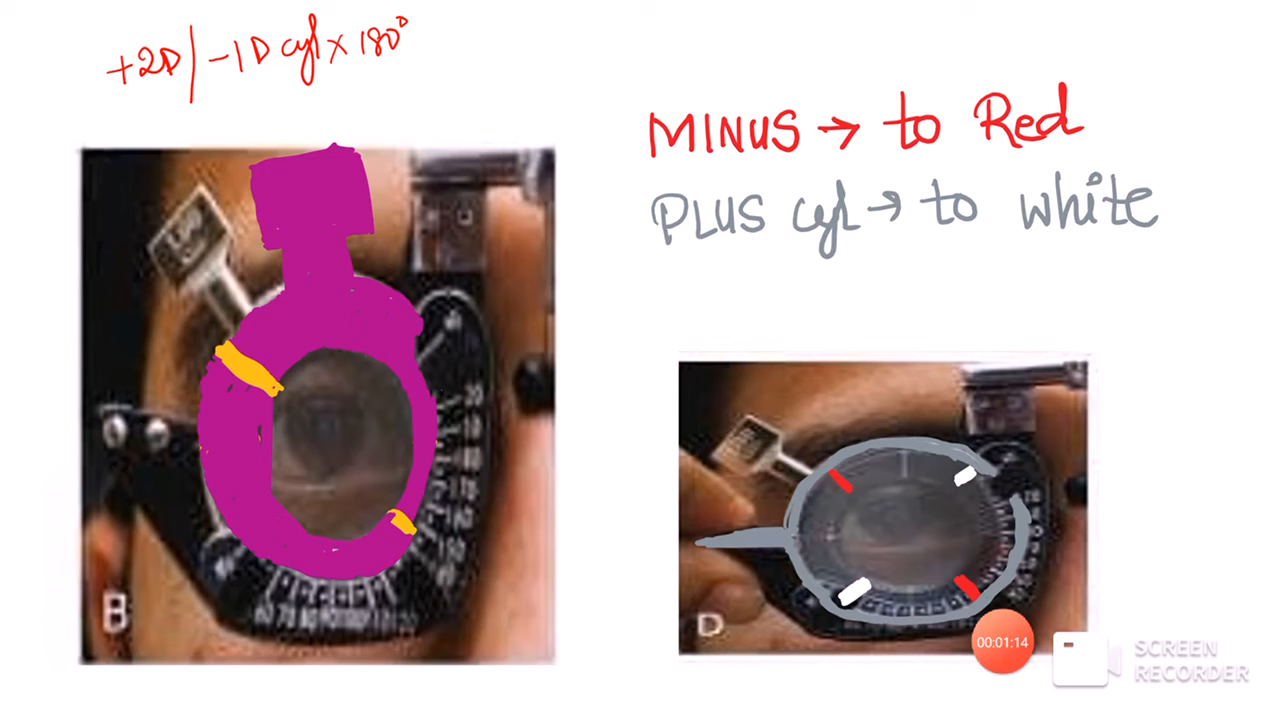 +2D/-1D cyl x 180°
MINUS → to Red
PLUS cyl → to white
B
D
00:01:14
SCREEN
RECORDER